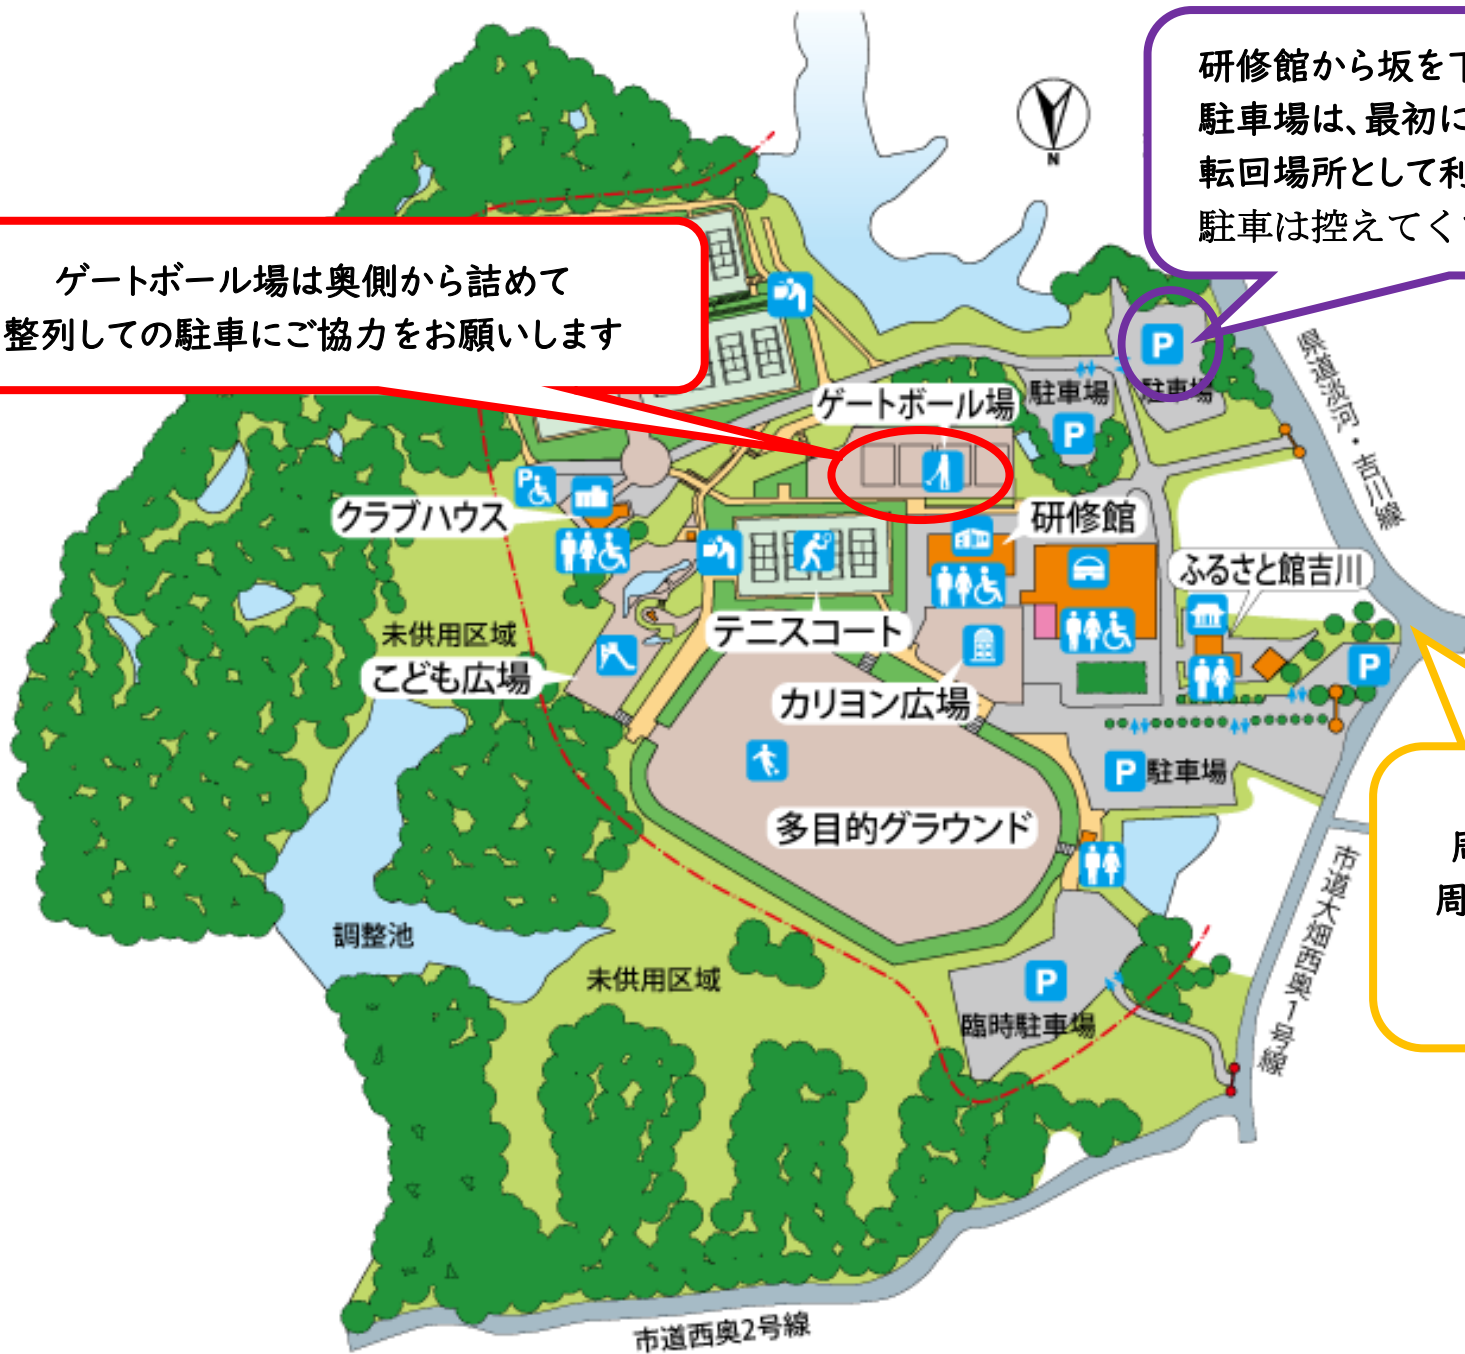 研修館から坂を下
駐車場は、最初に
転回場所として利
駐車は控えてくだ
N
ゲートボール場は奥側から詰めて
整列しての駐車にご協力をお願いします
県道淡河・吉川線
P
駐車場
駐車場
P
ゲートボール場
P
クラブハウス
研修館
ふるさと館吉川
未供用区域
テニスコート
こども広場
P
カリヨン広場
P 駐車場
多目的グラウンド
周
市道大畑西奥1号線
調整池
未供用区域
P
臨時駐車場
市道西奥2号線